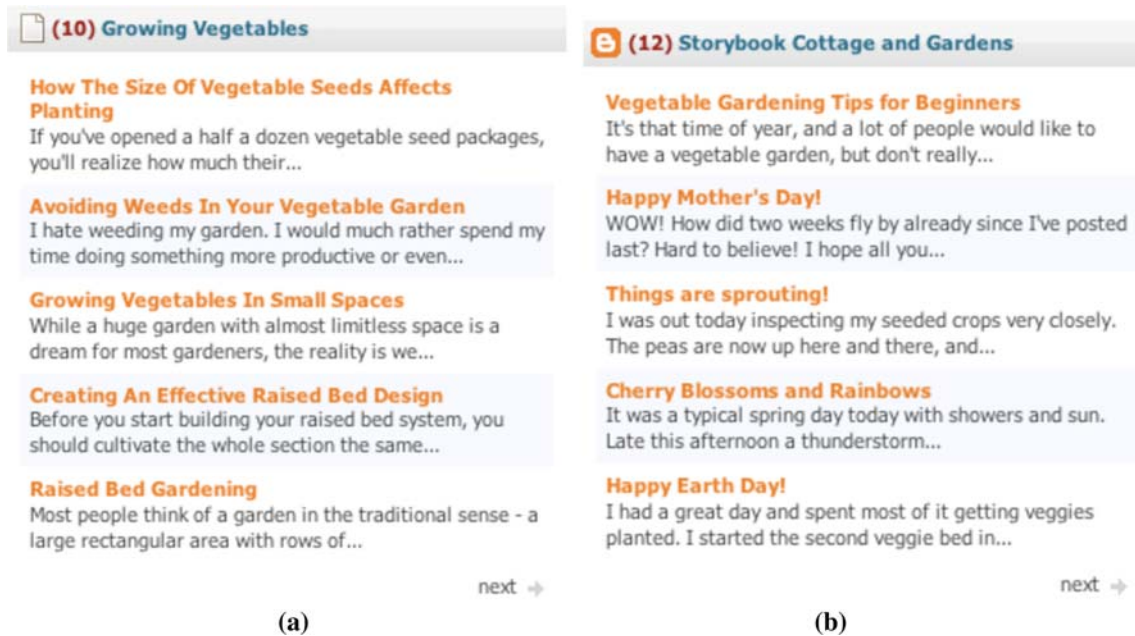 (10) Growing Vegetables
How The Size Of Vegetable Seeds Affects
Planting
If you've opened a half a dozen vegetable seed packages,
you'll realize how much their...
Avoiding Weeds In Your Vegetable Garden
I hate weeding my garden. I would much rather spend my
time doing something more productive or even...
Growing Vegetables In Small Spaces
While a huge garden with almost limitless space is a
dream for most gardeners, the reality is we...
Creating An Effective Raised Bed Design
Before you start building your raised bed system, you
should cultivate the whole section the same...
Raised Bed Gardening
Most people think of a garden in the traditional sense - a
large rectangular area with rows of...
next
(a)
(12) Storybook Cottage and Gardens
Vegetable Gardening Tips for Beginners
It's that time of year, and a lot of people would like to
have a vegetable garden, but don't really...
Happy Mother's Day!
WOW! How did two weeks fly by already since I've posted
last? Hard to believe! I hope all you...
Things are sprouting!
I was out today inspecting my seeded crops very closely.
The peas are now up here and there, and...
Cherry Blossoms and Rainbows
It was a typical spring day today with showers and sun.
Late this afternoon a thunderstorm...
Happy Earth Day!
I had a great day and spent most of it getting veggies
planted. I started the second veggie bed in...
next
(b)